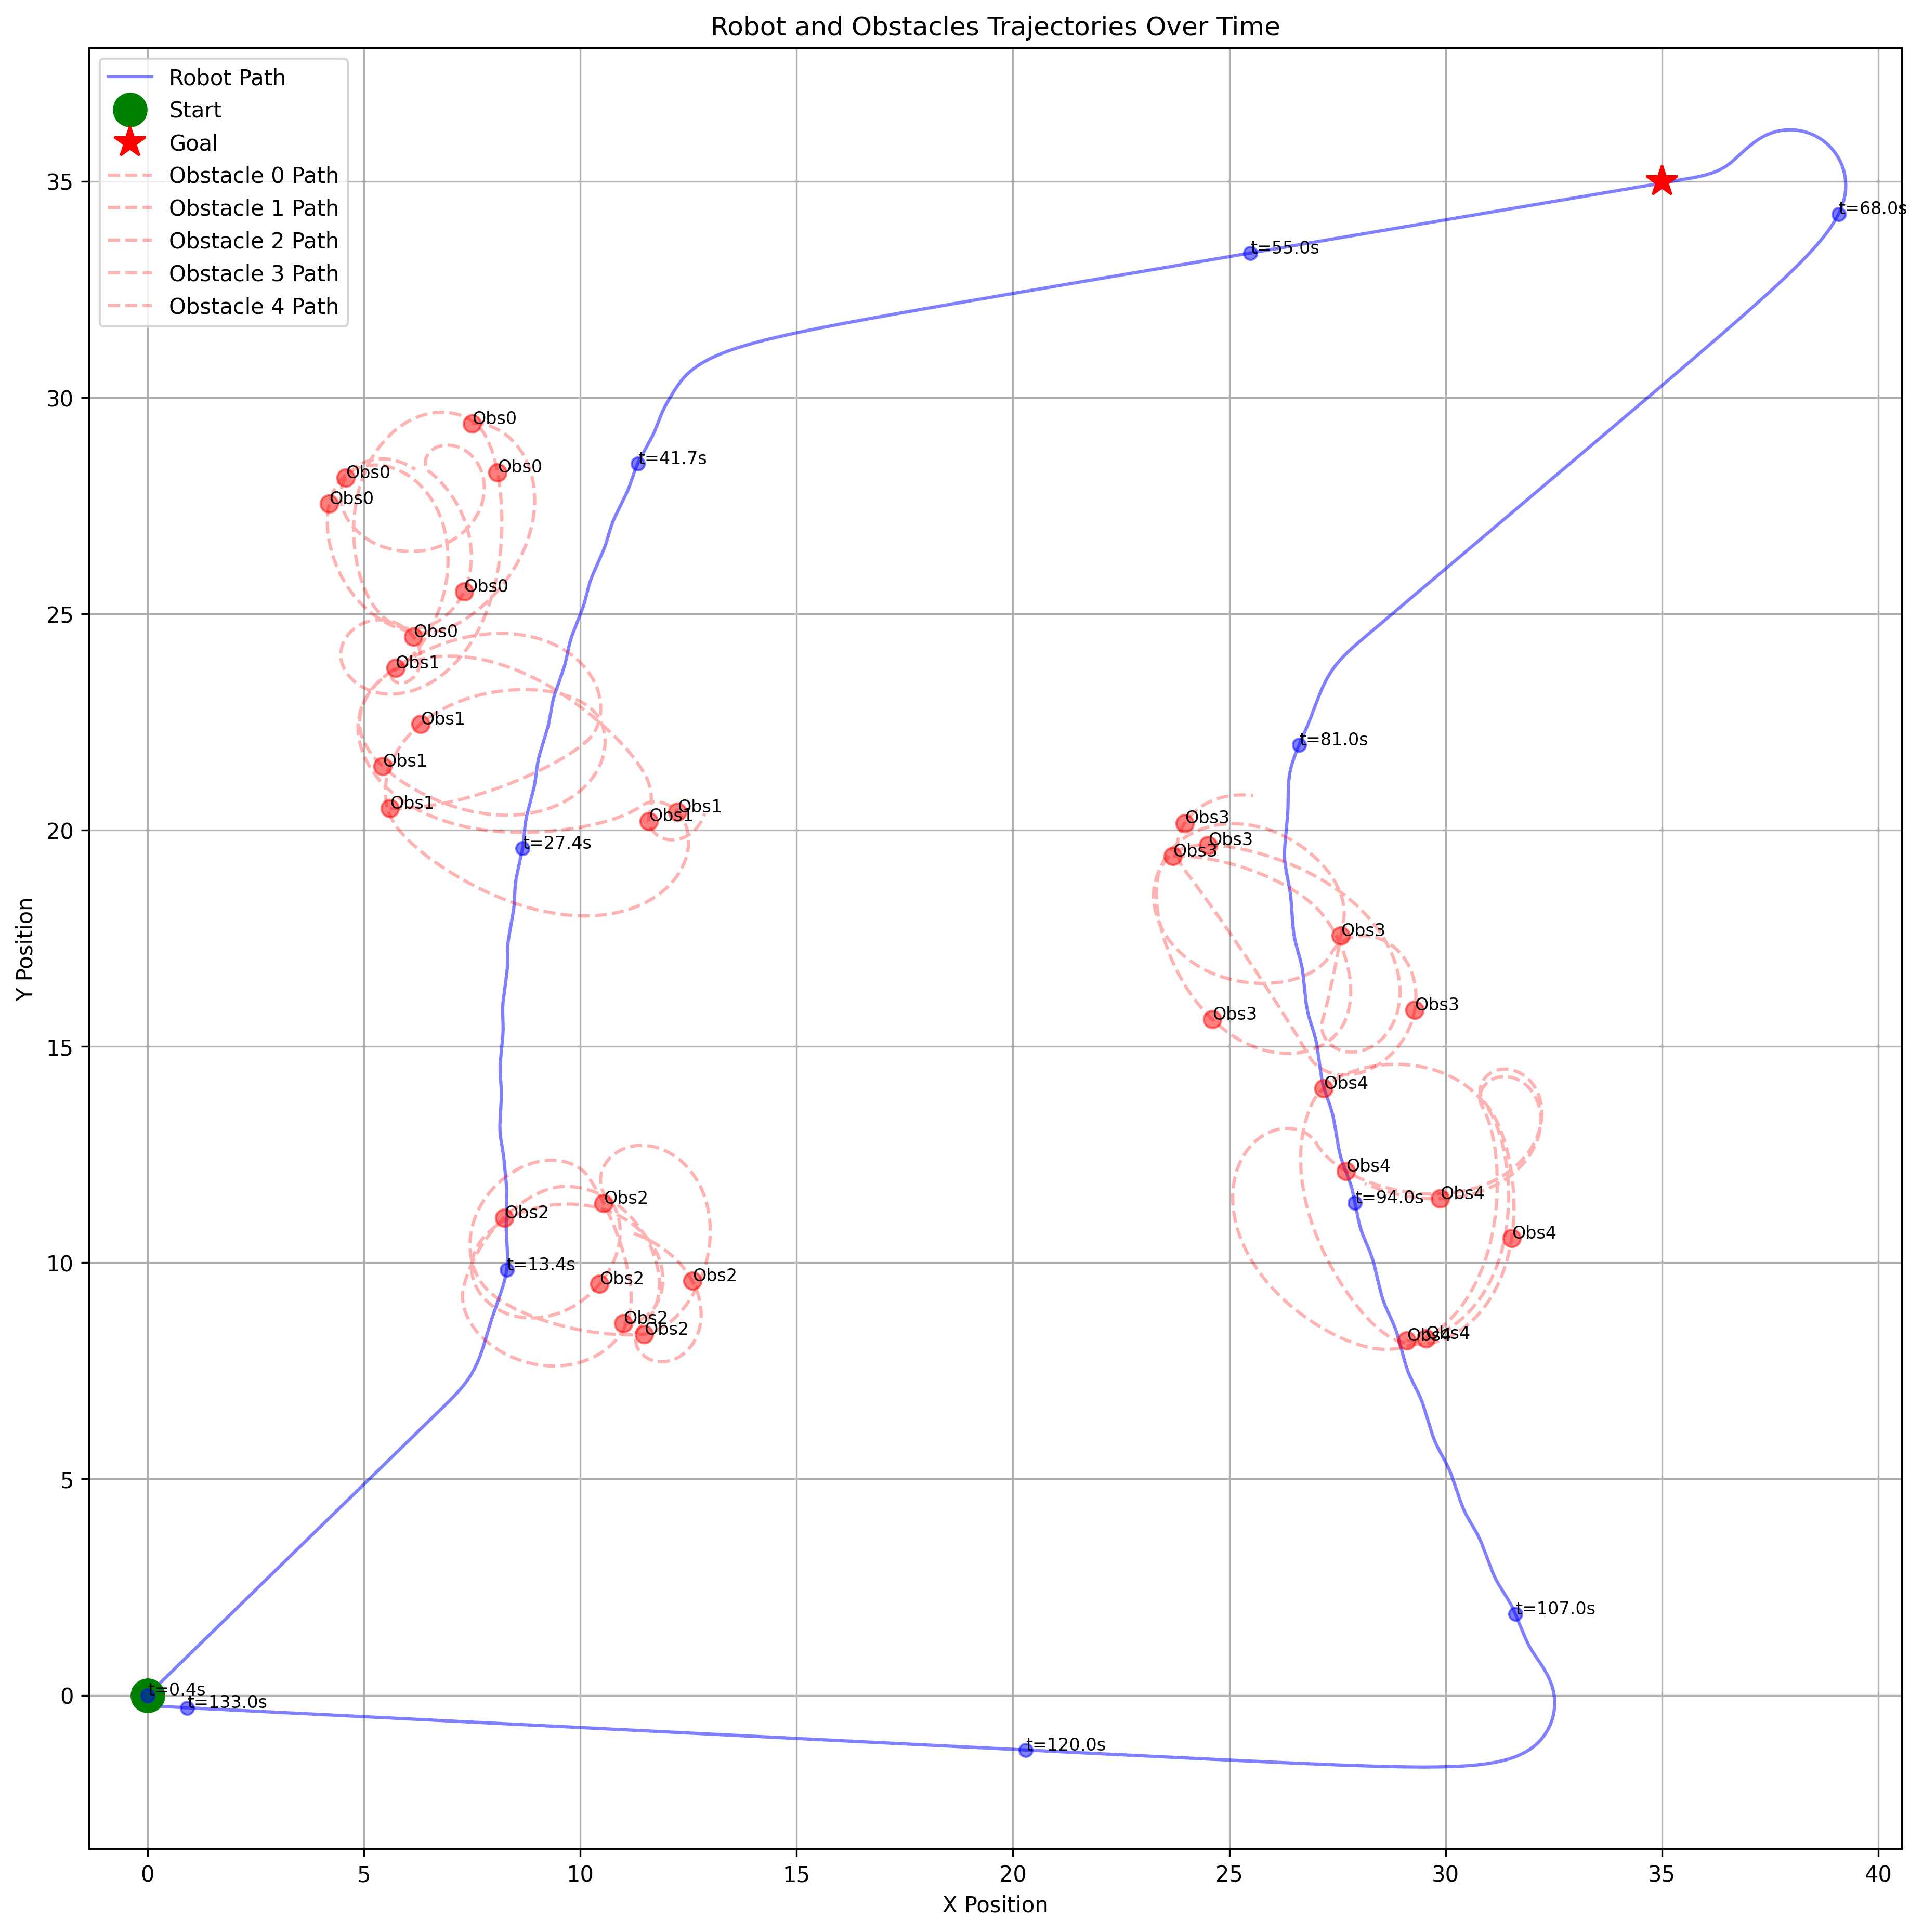 Robot and Obstacles Trajectories Over Time
Robot Path
Start
Goal
Obstacle 0 Path
Obstacle 1 Path
Obstacle 2 Path
Obstacle 3 Path
Obstacle 4 Path
35
30
25
20
15
10
5
0
Y Position
t=68.0s
t=55.0s
Obs0
t=41.7s
Obs0
Obs0
Obs0
Obs0
Obs0
Obs1
Obs1
t=81.0s
Obs1
Obs1
Obs1
Obs1
t=27.4s
Obs3
Obs3
Obs3
Obs3
Obs3
Obs3
Obs4
Obs4
t=94.0s
Obs4
Obs4
Obs4
Obs4
Obs2
Obs2
t=13.4s
Obs2
Obs2
Obs2
Obs2
t=107.0s
t=0.4s
t=133.0s
t=120.0s
0
5
10
15
20
25
30
35
40
X Position